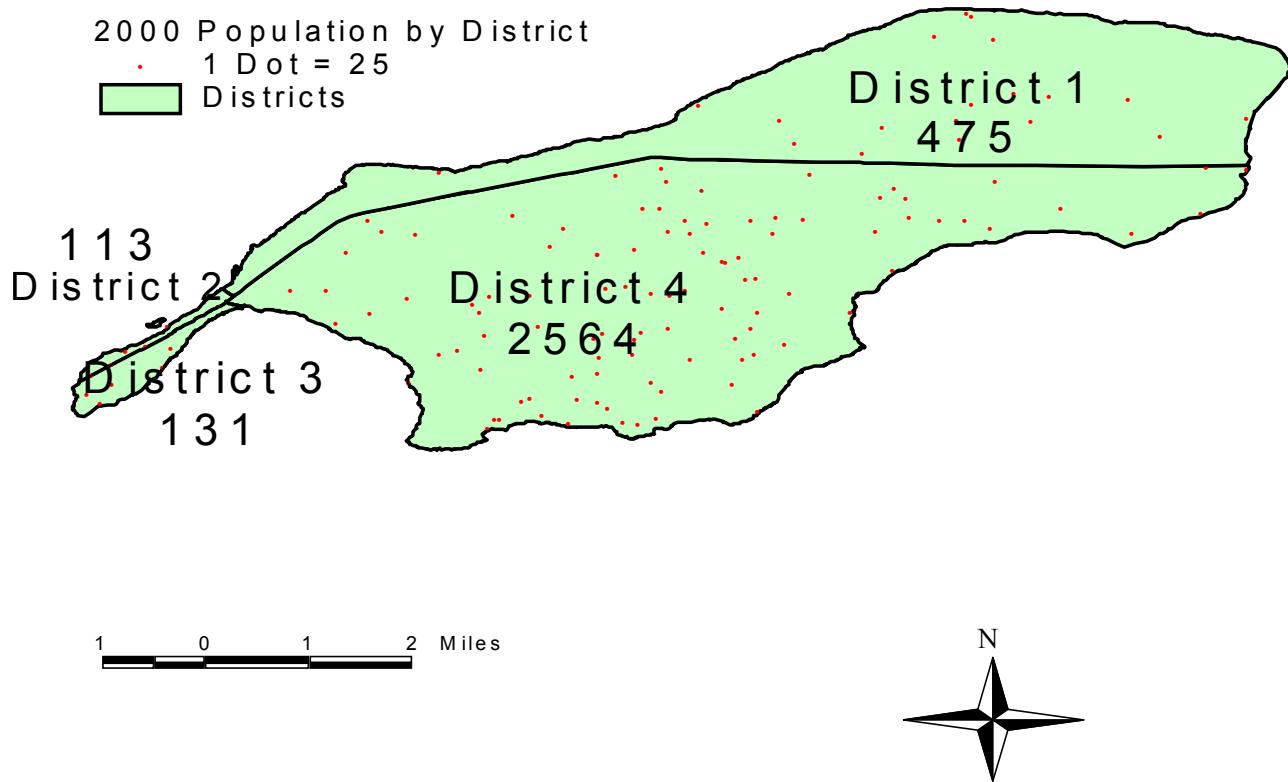 2000 Population by District
1 Dot = 25
Districts
District 1
475
113
District 2
District 4
2564
District 3
131
1 0 1 2 Miles
N